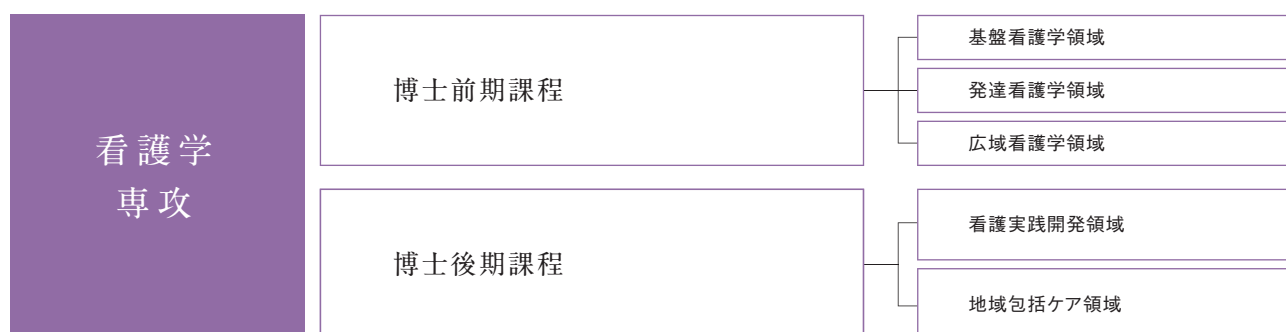 看護学
専攻
博士前期課程
基盤看護学領域
発達看護学領域
広域看護学領域
博士後期課程
看護実践開発領域
地域包括ケア領域